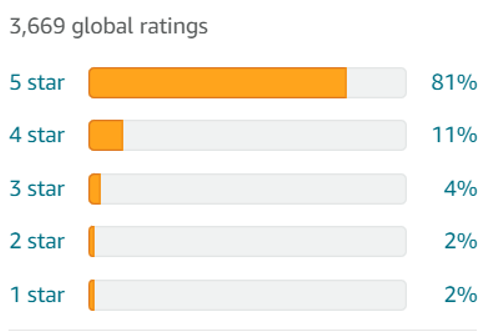 3,669 global ratings
5 star 81%
4 star 11%
3 star 4%
2 star 2%
1 star 2%